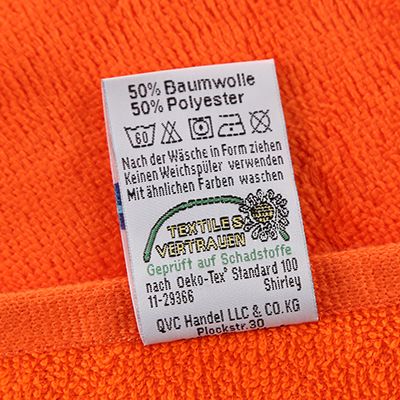 50% Baumwolle
50% Polyester
60
Nach der Wäsche in Form ziehen
Keinen Weichspüler verwenden
Mit ähnlichen Farben waschen
TEXTILES
VERTRAUEN
Geprüft auf Schadstoffe
nach Oeko-Tex® Standard 100
11-29366 Shirley
QVC Handel LLC & CO. KG
Plockstr.30